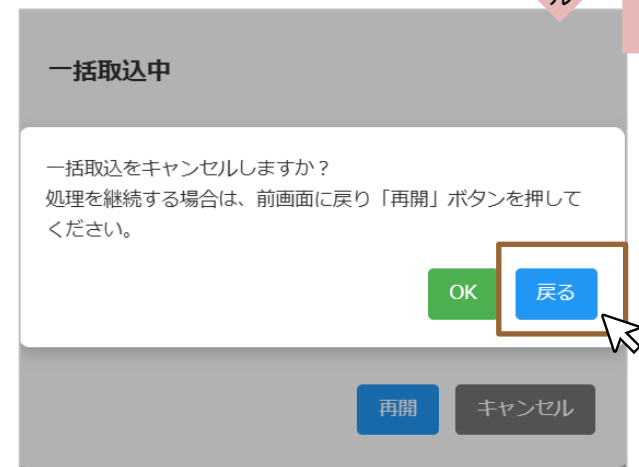 ル
一括取込中
一括取込をキャンセルしますか？
処理を継続する場合は、前画面に戻り「再開」ボタンを押して
ください。
OK
戻る
再開
キャンセル